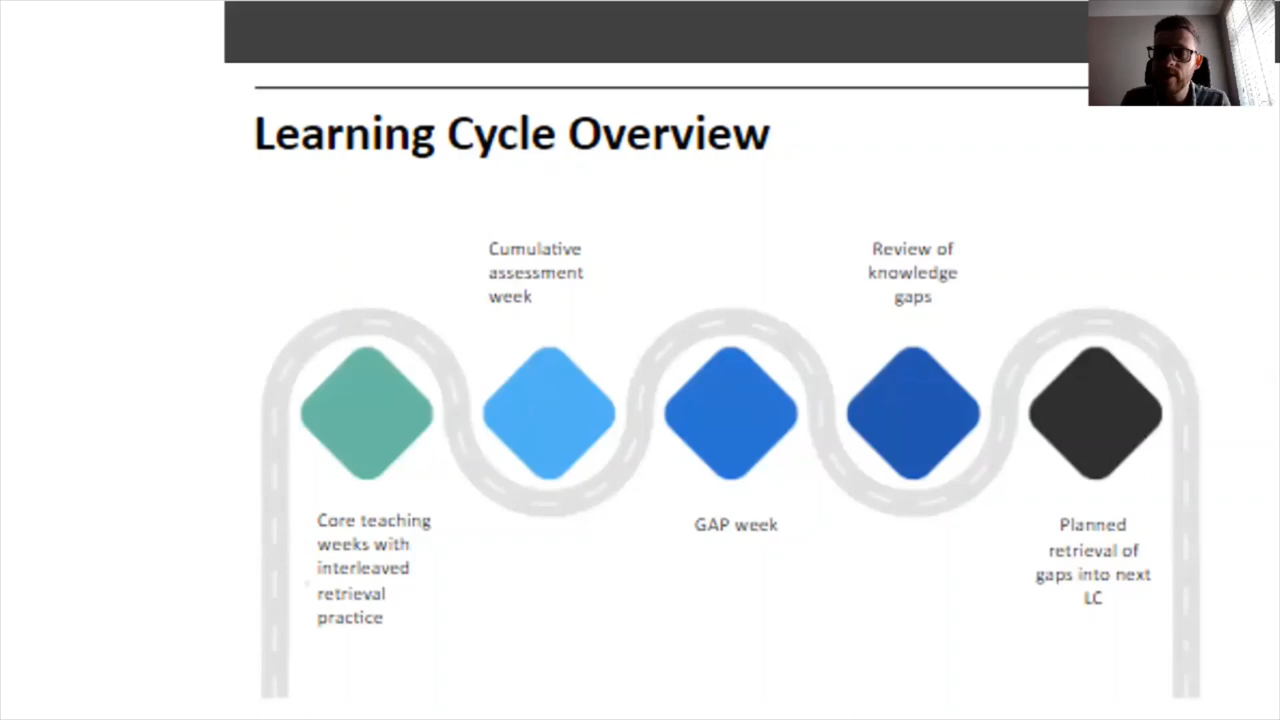 Learning Cycle Overview
Cumulative
assessment
week
Review of
knowledge
gaps
Core teaching
weeks with
interleaved
retrieval
practice
GAP week
Planned
retrieval of
gaps into next
LC